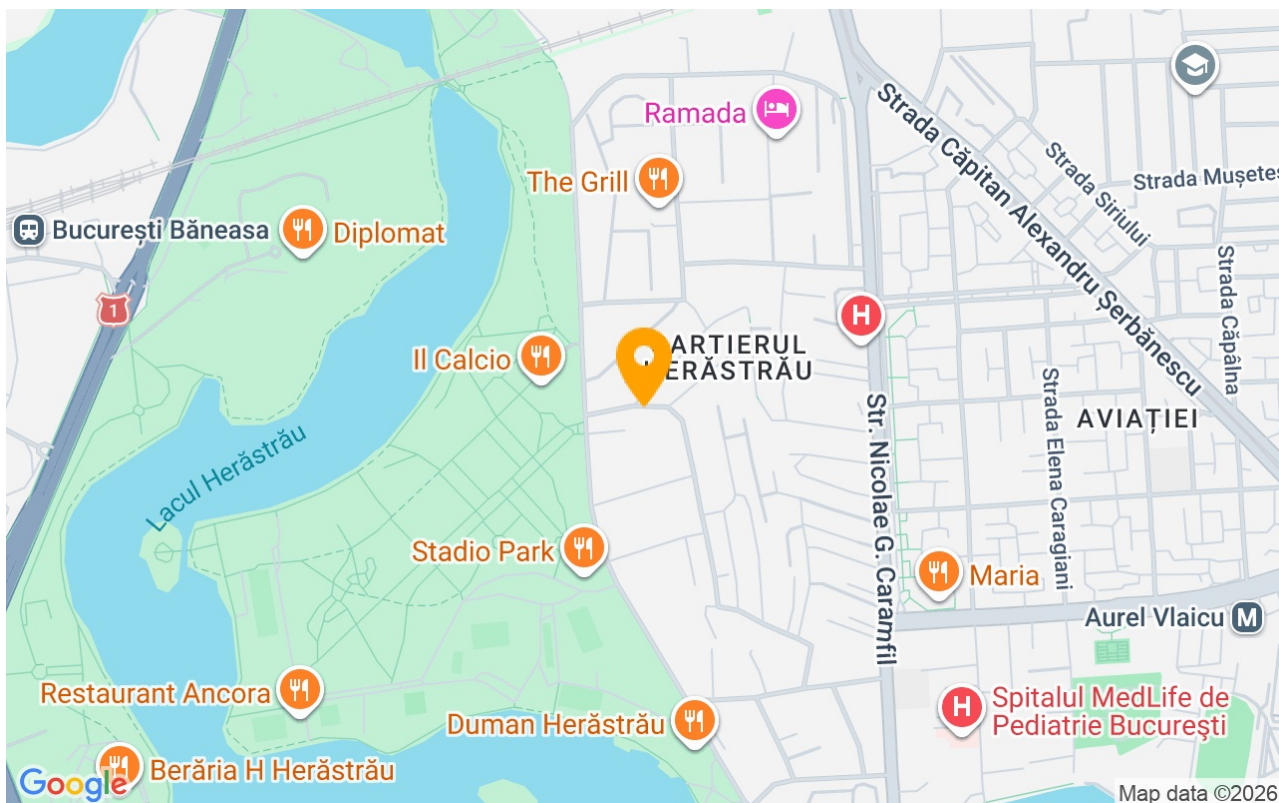 Ramada
Strada Căpitan Alexandru Șerbănescu
Strada Siriului
The Grill
Strada Mușeteș
București Băneasa
Diplomat
1
Strada Căpâlna
H
Il Calcio
ARTIERUL
ERĂSTRĂU
Str. Nicolae G. Caramfil
Strada Elena Caragiani
AVIAȚIEI
Lacul Herăstrău
Stadio Park
Maria
Aurel Vlaicu M
Restaurant Ancora
Duman Herăstrău
H
Spitalul MedLife de
Pediatrie București
Berăria H Herăstrău
Google
Map data ©2026